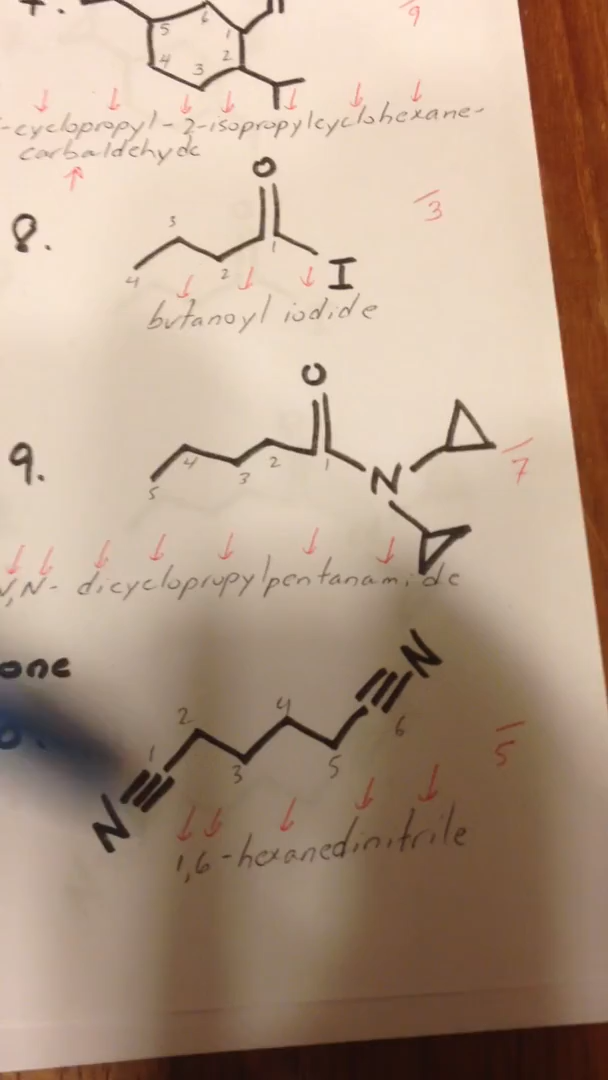 9
5 6 1
4 3 2
-cyclopropyl-2-isopropylcyclohexane-
carbaldehyde
8.
O
3
4 3 2 1
I
butanoyl iodide
9.
O
5 4 3 2 1
N
7
N,N- dicyclopropylpentanamide
one
N
1 2 3 4 5 6
N
5
1,6-hexanedinitrile